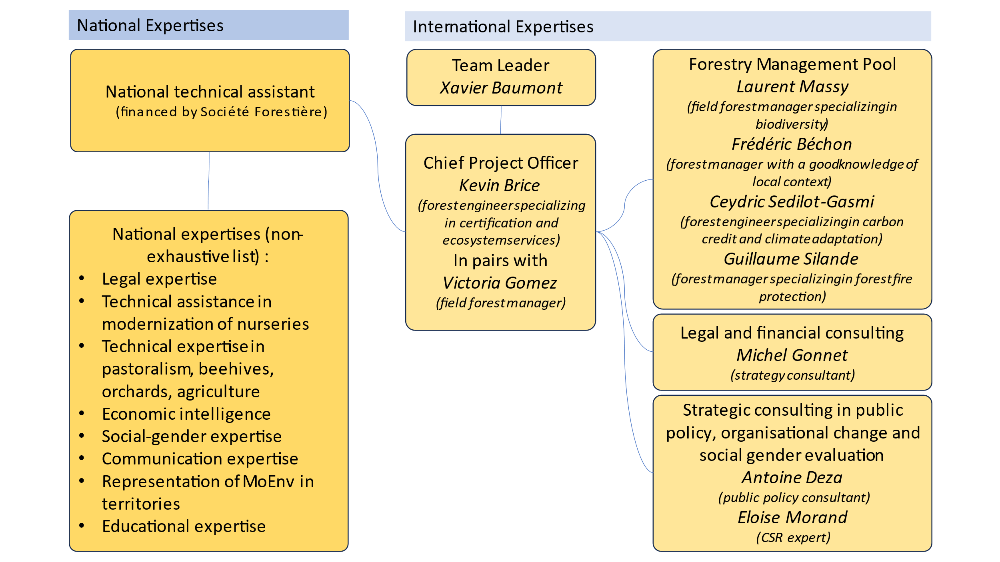 National Expertises
National technical assistant
(financed by Société Forestière)
National expertises (non-
exhaustive list) :
• Legal expertise
• Technical assistance in
modernization of nurseries
• Technical expertise in
pastoralism, beehives,
orchards, agriculture
• Economic intelligence
• Social-gender expertise
• Communication expertise
• Representation of MoEnv in
territories
• Educational expertise
International Expertises
Team Leader
Xavier Baumont
Chief Project Officer
Kevin Brice
(forest engineer specializing
in certification and
ecosystem services)
In pairs with
Victoria Gomez
(field forest manager)
Forestry Management Pool
Laurent Massy
(field forest manager specializing in
biodiversity)
Frédéric Béchon
(forest manager with a good knowledge of
local context)
Ceydric Sedilot-Gasmi
(forest engineer specializing in carbon
credit and climate adaptation)
Guillaume Silande
(forest manager specializing in forest fire
protection)
Legal and financial consulting
Michel Gonnet
(strategy consultant)
Strategic consulting in public
policy, organisational change and
social gender evaluation
Antoine Deza
(public policy consultant)
Eloise Morand
(CSR expert)